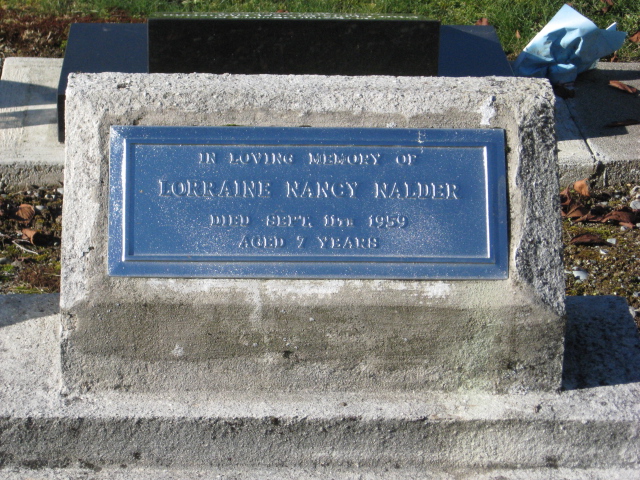 IN LOVING MEMORY OF
LORRAINE NANCY NALDER
DIED SEPT. 11TH 1959
AGED 7 YEARS